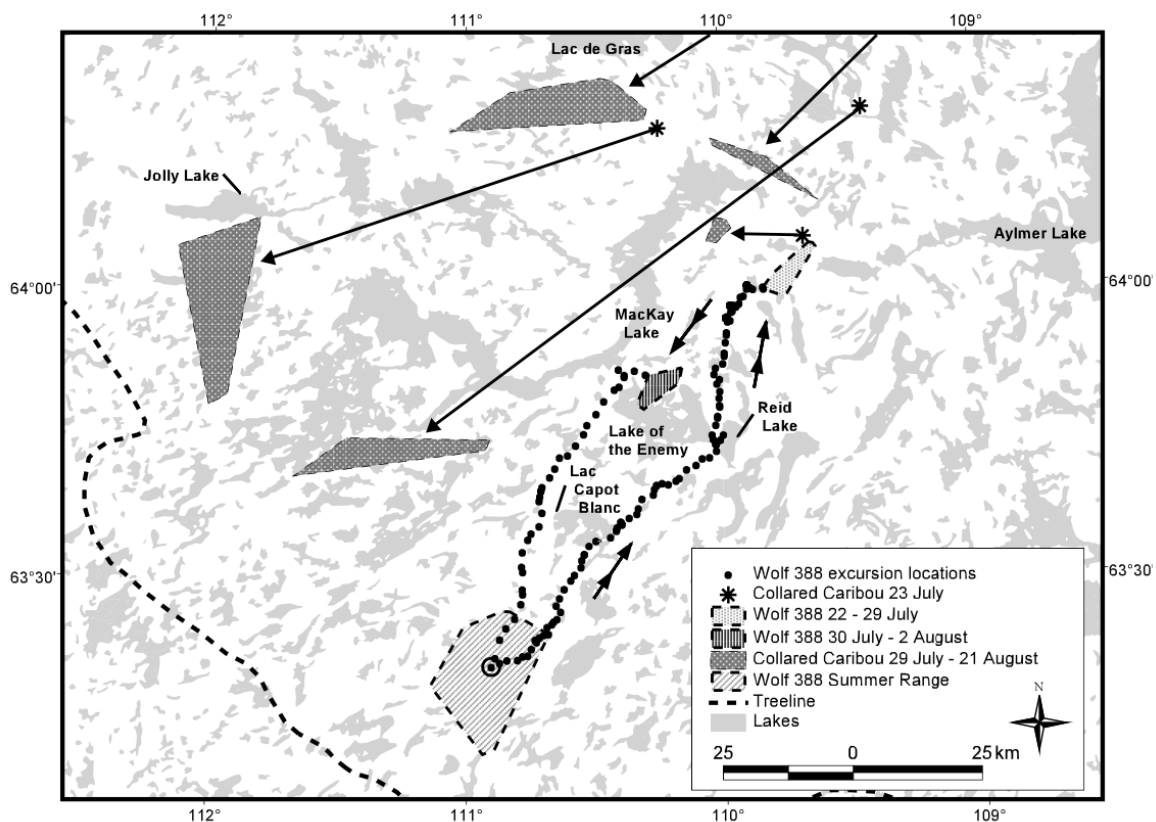 112°
111°
110°
109°
Lac de Gras
Jolly Lake
Aylmer Lake
64°00'
64°00'
MacKay
Lake
Reid
Lake
Lake of
the Enemy
Lac
Capot
Blanc
63°30'
63°30'
Wolf 388 excursion locations
Collared Caribou 23 July
Wolf 388 22 - 29 July
Wolf 388 30 July - 2 August
Collared Caribou 29 July - 21 August
Wolf 388 Summer Range
Treeline
Lakes
N
25 0 25 km
112°
111°
110°
109°